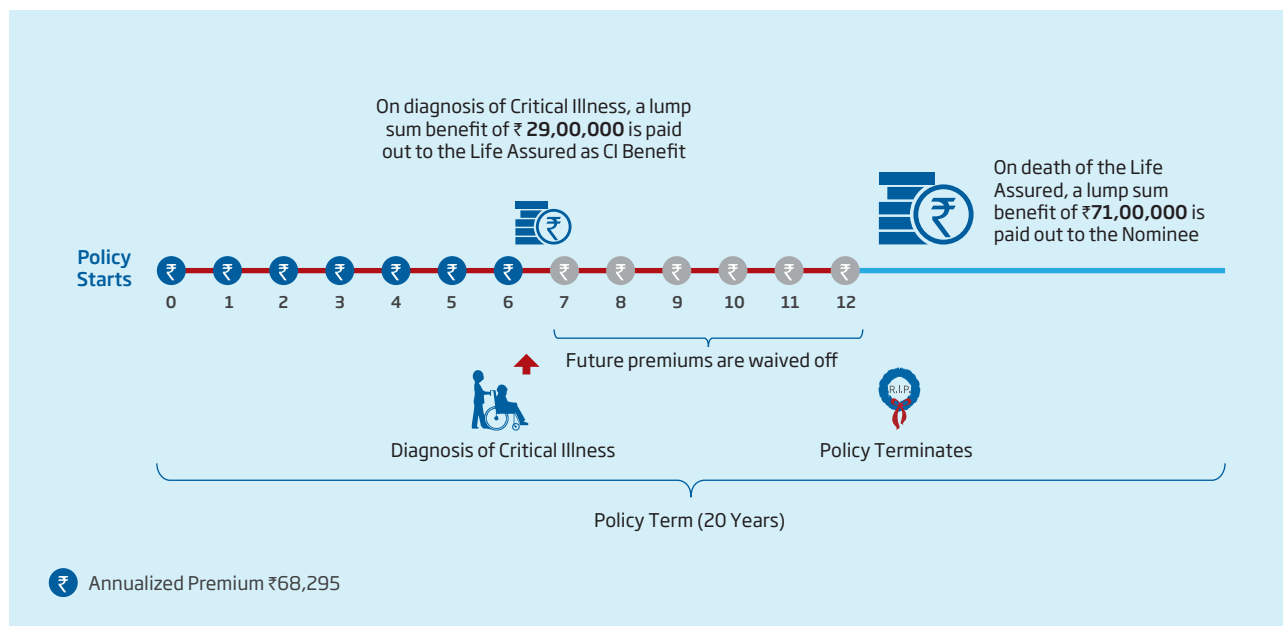 On diagnosis of Critical Illness, a lump
sum benefit of ₹ 29,00,000 is paid
out to the Life Assured as CI Benefit
On death of the Life
Assured, a lump sum
benefit of ₹71,00,000 is
paid out to the Nominee
₹
₹
Policy
Starts
₹ ₹ ₹ ₹ ₹ ₹ ₹ ₹ ₹ ₹ ₹ ₹ ₹
0 1 2 3 4 5 6 7 8 9 10 11 12
Future premiums are waived off
R.I.P.
Diagnosis of Critical Illness
Policy Terminates
Policy Term (20 Years)
₹ Annualized Premium ₹68,295